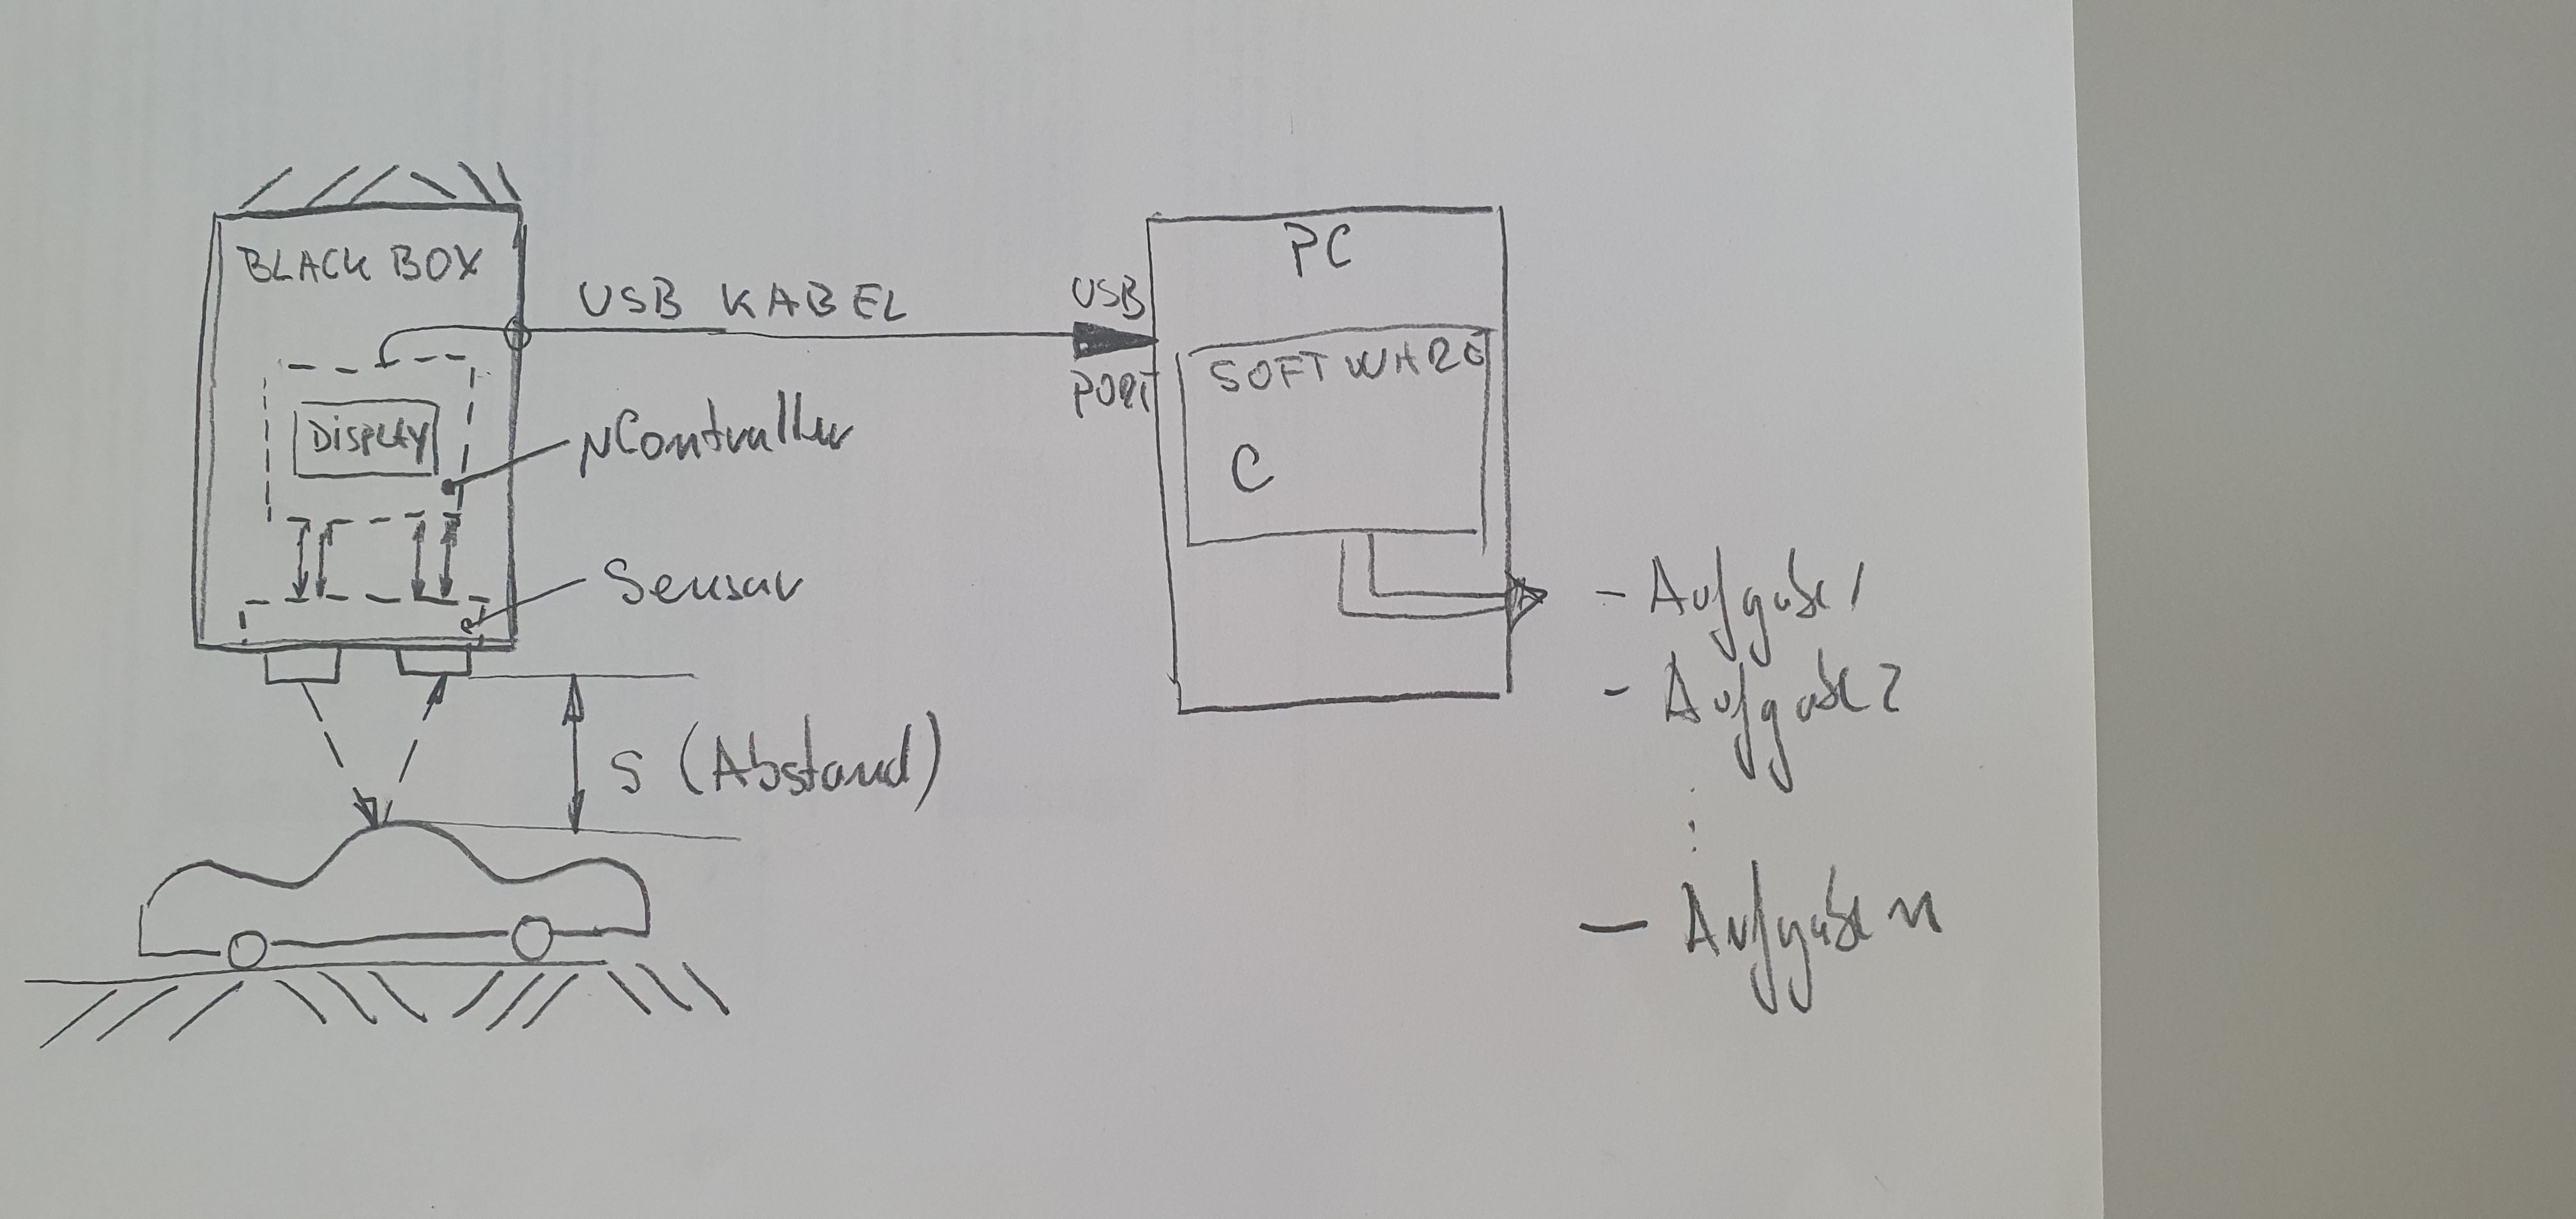 BLACK BOX
DISPLAY
USB KABEL
µController
Sensor
S (Abstand)
USB
PORT
PC
SOFTWARE
C
- Aufgabe 1
- Aufgabe 2
⋮
- Aufgabe n